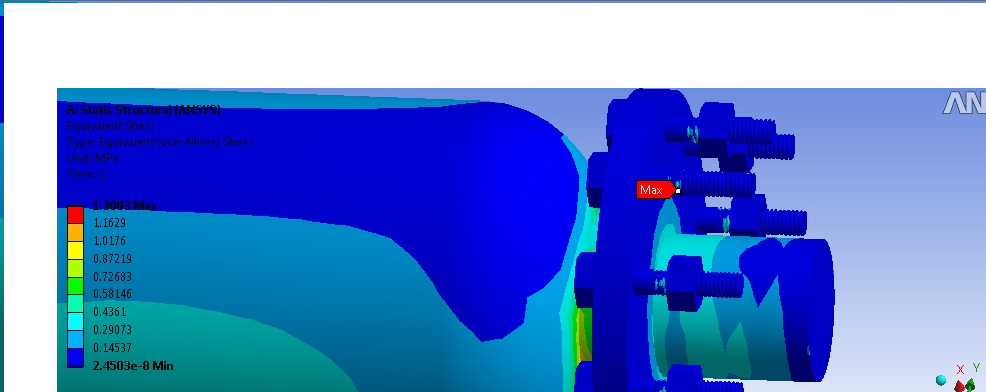 AN
A: Static Structural (ANSYS)
Equivalent Stress
Type: Equivalent (von-Mises) Stress
Unit: MPa
Time: 1
1.3083 Max
1.1629
1.0176
0.87219
0.72683
0.58146
0.4361
0.29073
0.14537
2.4503e-8 Min
Max
X Y